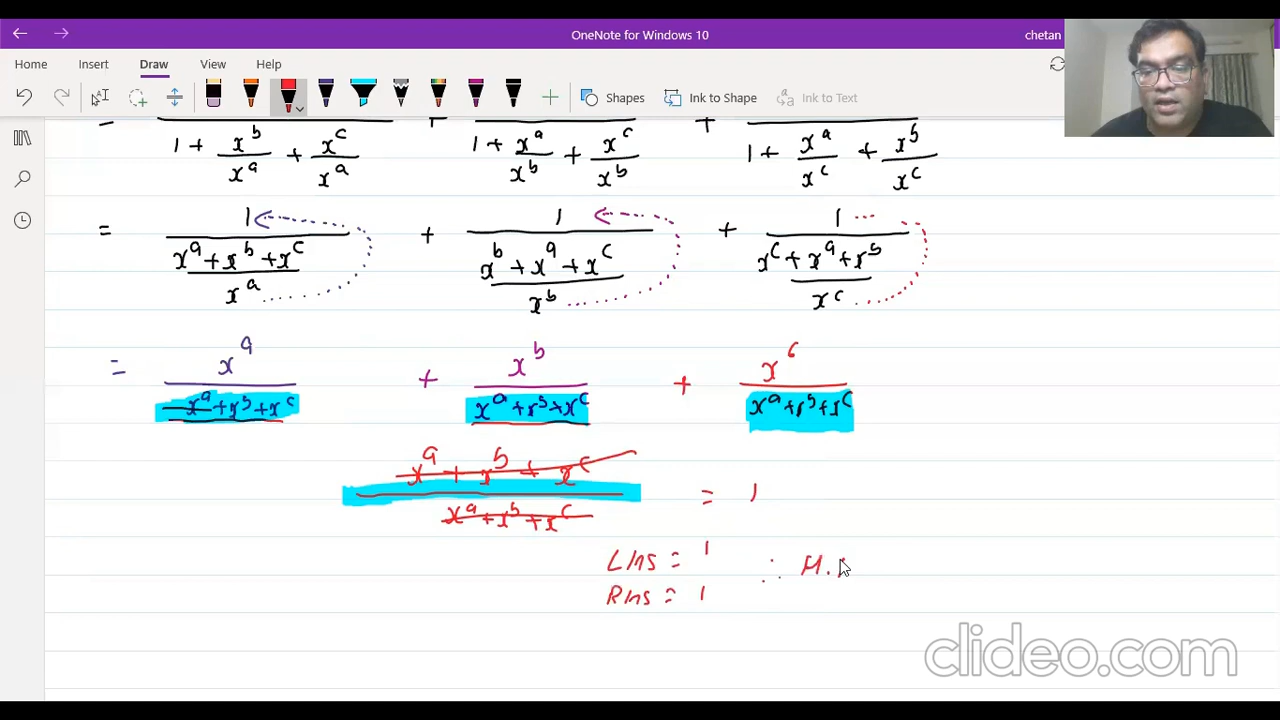 OneNote for Windows 10
chetan
Home Insert Draw View Help
Shapes Ink to Shape Ink to Text
= 1 + x^b/x^a + x^c/x^a + 1 + x^a/x^b + x^c/x^b + 1 + x^a/x^c + x^b/x^c
= 1/((x^a + x^b + x^c)/x^a) + 1/((x^b + x^a + x^c)/x^b) + 1/((x^c + x^a + x^b)/x^c)
= x^a/(x^a + x^b + x^c) + x^b/(x^a + x^b + x^c) + x^c/(x^a + x^b + x^c)
(x^a + x^b + x^c)/(x^a + x^b + x^c) = 1
LHS = 1 ∴ H.
RHS = 1
clideo.com